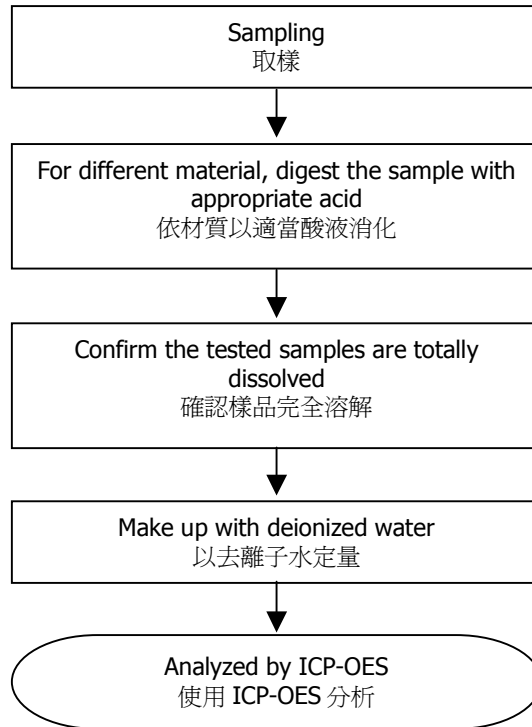 Sampling
取樣
For different material, digest the sample with
appropriate acid
依材質以適當酸液消化
Confirm the tested samples are totally
dissolved
確認樣品完全溶解
Make up with deionized water
以去離子水定量
Analyzed by ICP-OES
使用 ICP-OES 分析